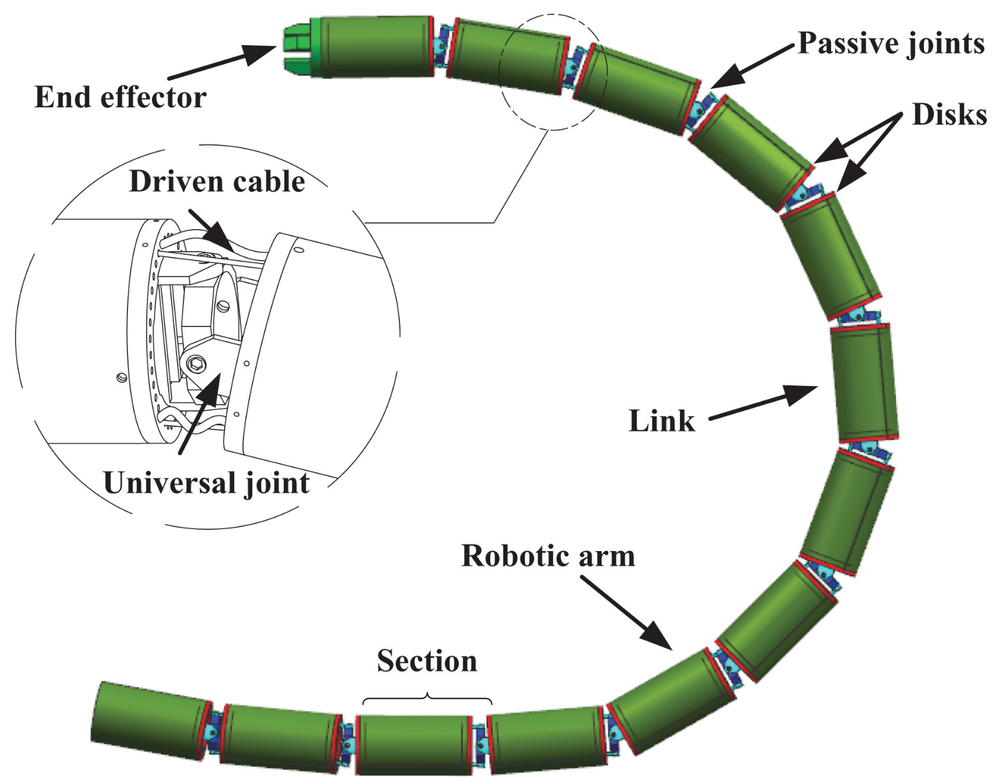 Passive joints
End effector
Disks
Driven cable
Link
Universal joint
Robotic arm
Section